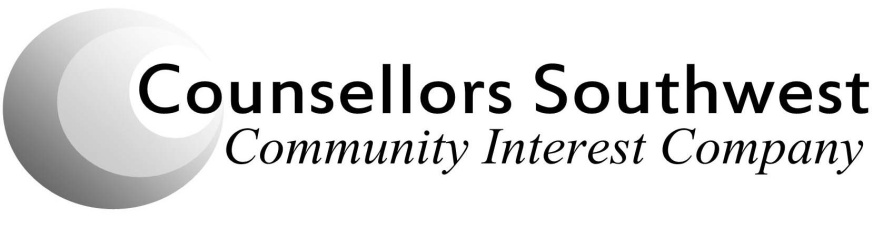 Counsellors Southwest
Community Interest Company